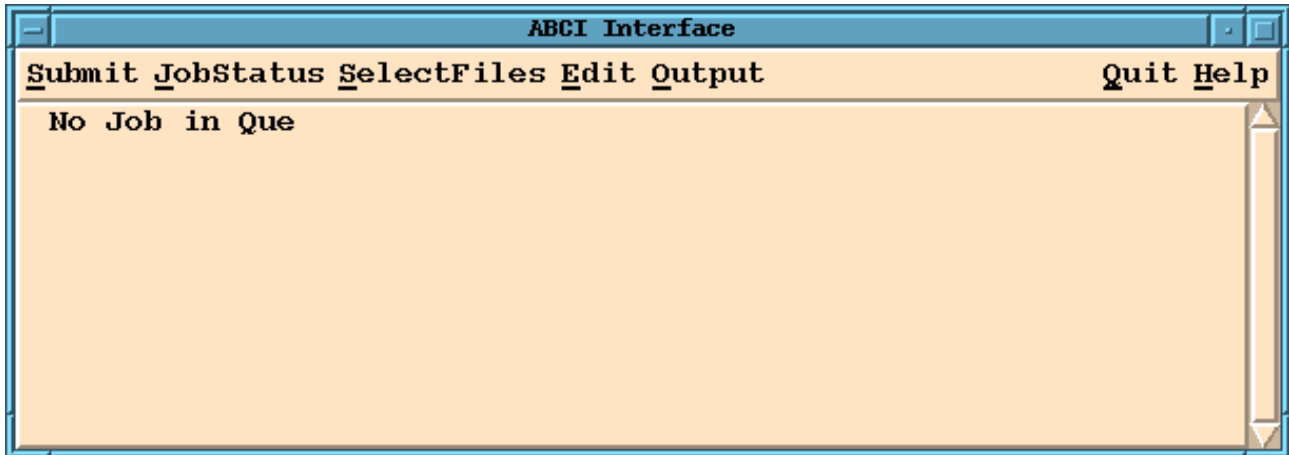 ABCI Interface
Submit JobStatus SelectFiles Edit Output Quit Help
No Job in Que